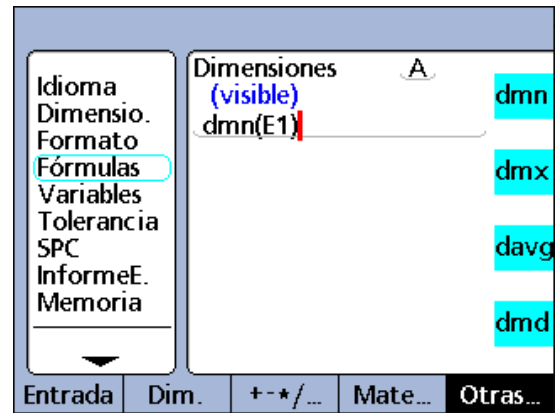 Idioma
Dimensio.
Formato
Fórmulas
Variables
Tolerancia
SPC
InformeE.
Memoria
Dimensiones A
(visible)
dmn(E1)
dmn
dmx
davg
dmd
Entrada Dim. +-*/... Mate... Otras...